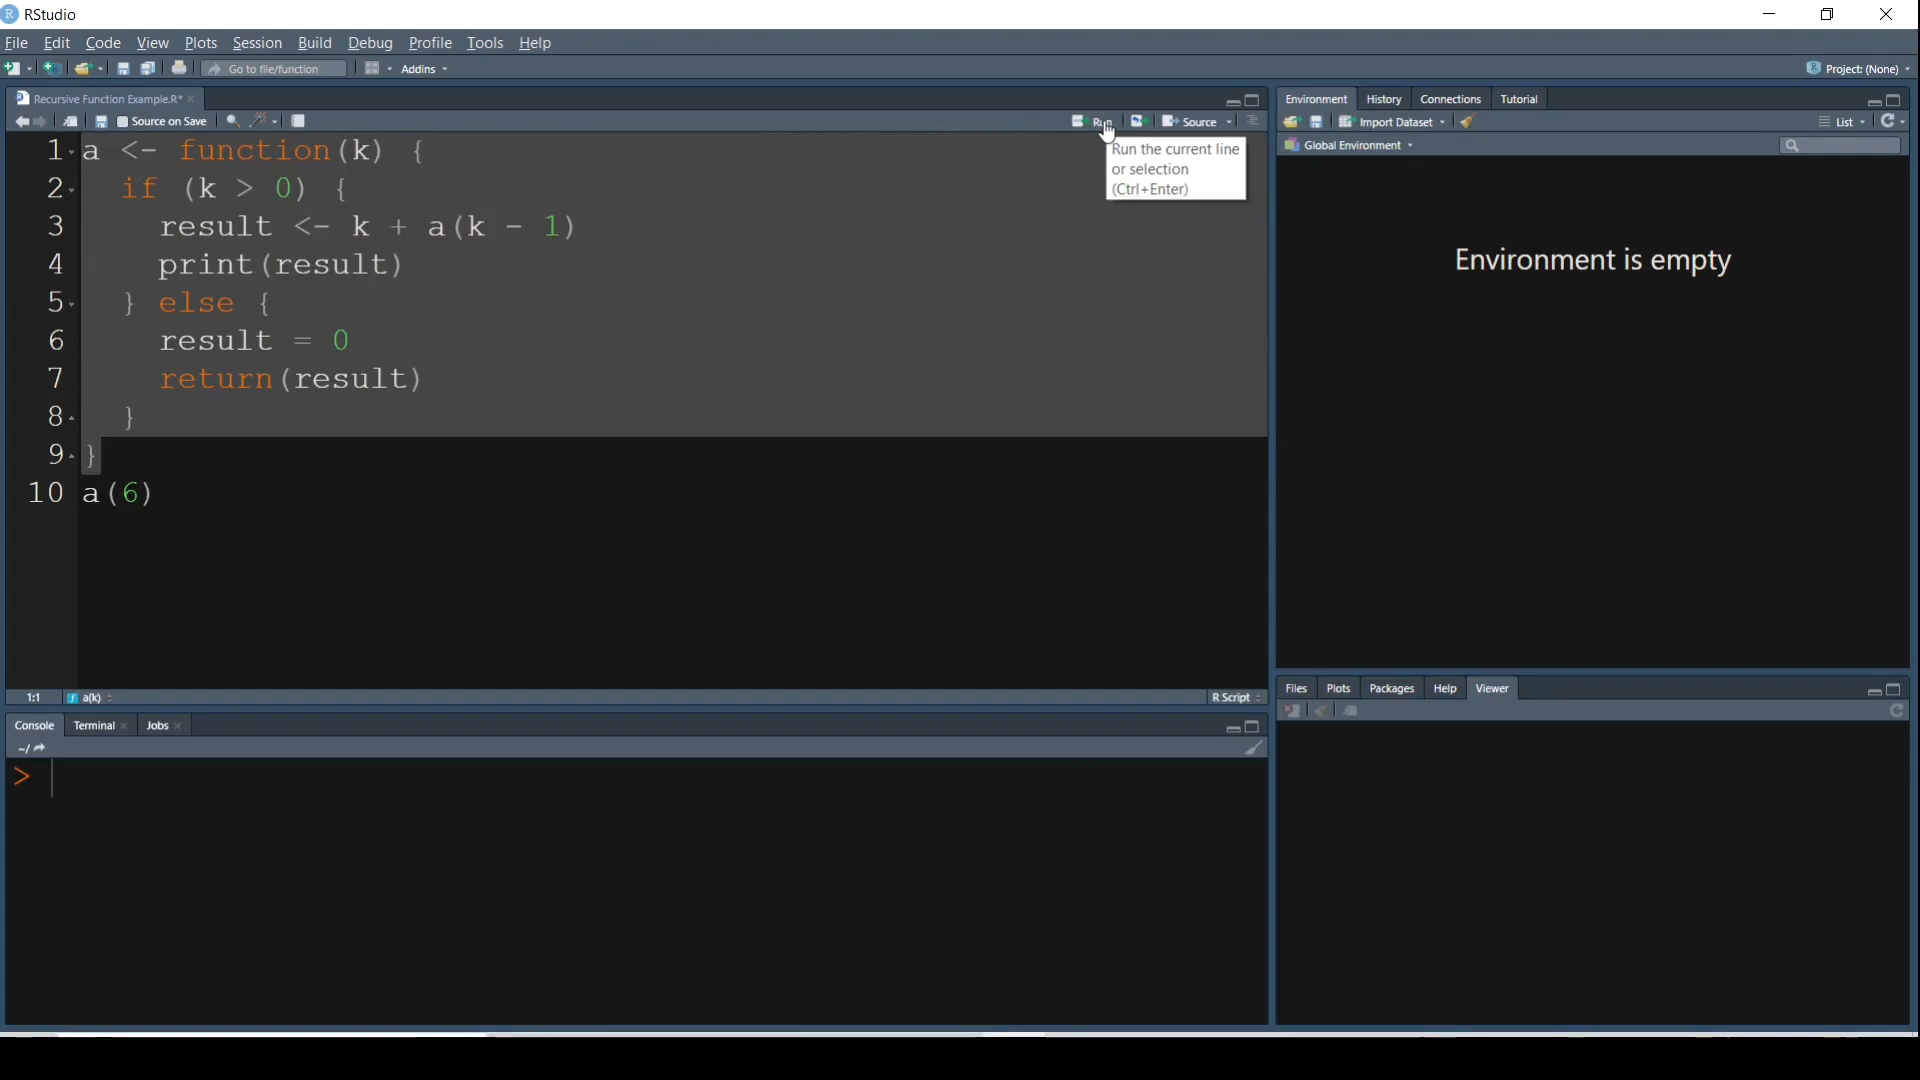 RStudio
File Edit Code View Plots Session Build Debug Profile Tools Help
Go to file/function Addins Project: (None)
Recursive Function Example.R*
Source on Save Run Source
1 a <- function(k) {
2 if (k > 0) {
3 result <- k + a(k - 1)
4 print(result)
5 } else {
6 result = 0
7 return(result)
8 }
9 }
10 a(6)
Run the current line
or selection
(Ctrl+Enter)
1:1 a(k) R Script
Console Terminal Jobs
~/
>
Environment History Connections Tutorial
Import Dataset List
Global Environment
Environment is empty
Files Plots Packages Help Viewer